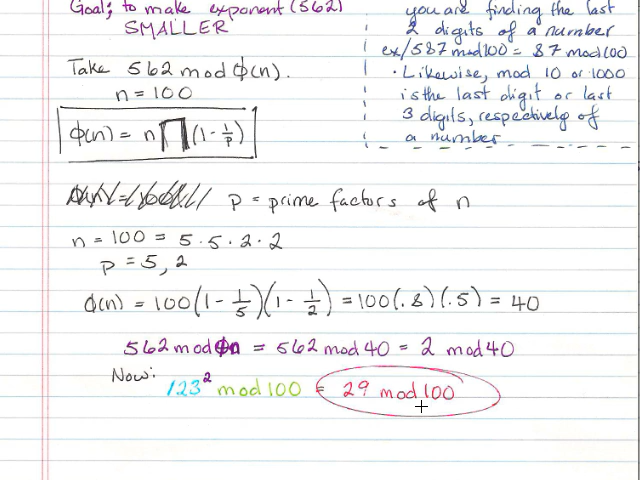 Goal; to make exponent (562)
SMALLER
Take 562 mod ϕ(n).
n = 100
ϕ(n) = n∏(1 - 1/p)
you are finding the last
2 digits of a number
ex/ 587 mod 100 = 87 mod 100
· Likewise, mod 10 or 1000
is the last digit or last
3 digits, respectively of
a number
p = prime factors of n
n = 100 = 5 · 5 · 2 · 2
p = 5, 2
ϕ(n) = 100(1 - 1/5)(1 - 1/2) = 100(.8)(.5) = 40
562 mod ϕn = 562 mod 40 = 2 mod 40
Now:
123² mod 100 = 29 mod 100